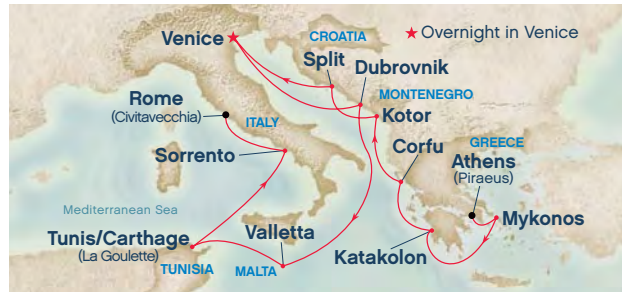 ★ Overnight in Venice
CROATIA
Venice
Split
Dubrovnik
MONTENEGRO
Rome
(Civitavecchia)
ITALY
Kotor
Sorrento
Corfu
GREECE
Athens
(Piraeus)
Mediterranean Sea
Mykonos
Tunis/Carthage
(La Goulette)
TUNISIA
Valletta
MALTA
Katakolon